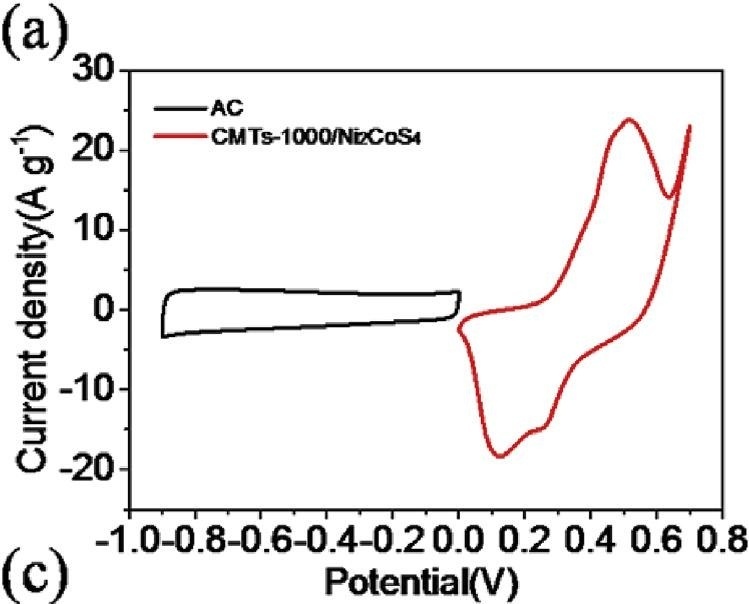 (a)
30
AC
CMTs-1000/Ni2CoS4
20
10
0
-10
-20
Current density(A g-1)
-1.0 -0.8 -0.6 -0.4 -0.2 0.0 0.2 0.4 0.6 0.8
Potential(V)
(c)